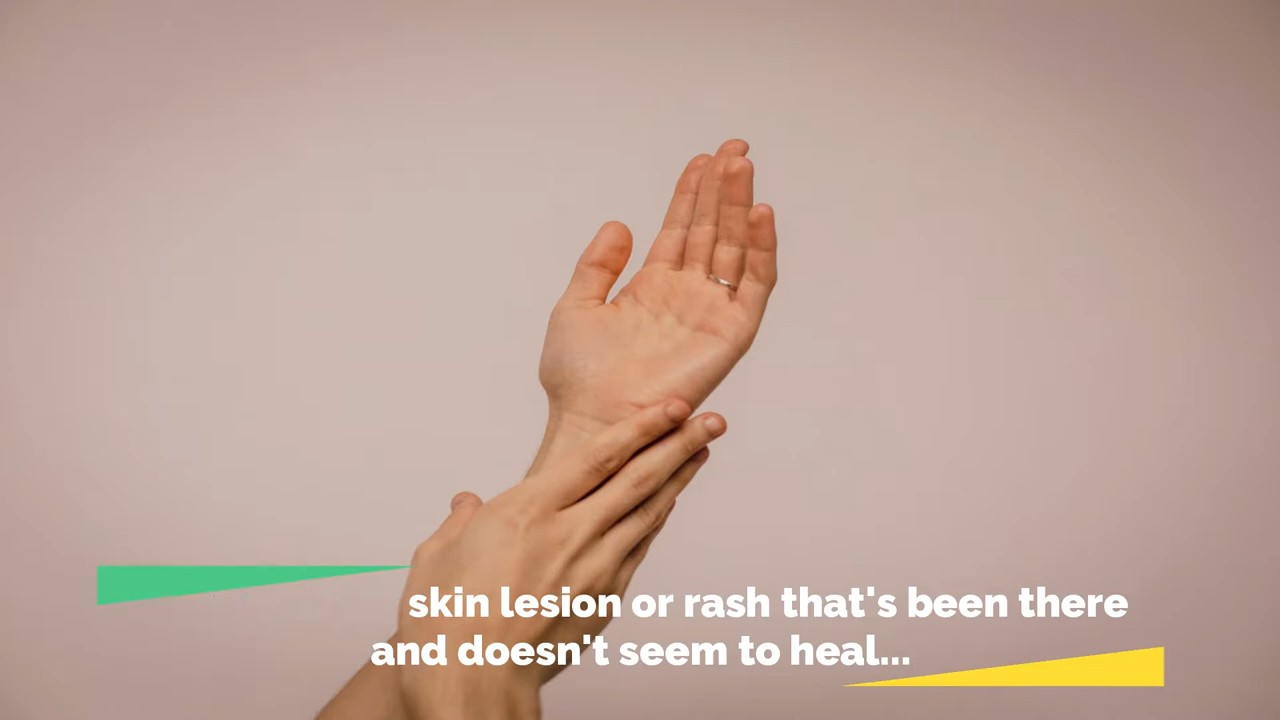 skin lesion or rash that's been there
and doesn't seem to heal...